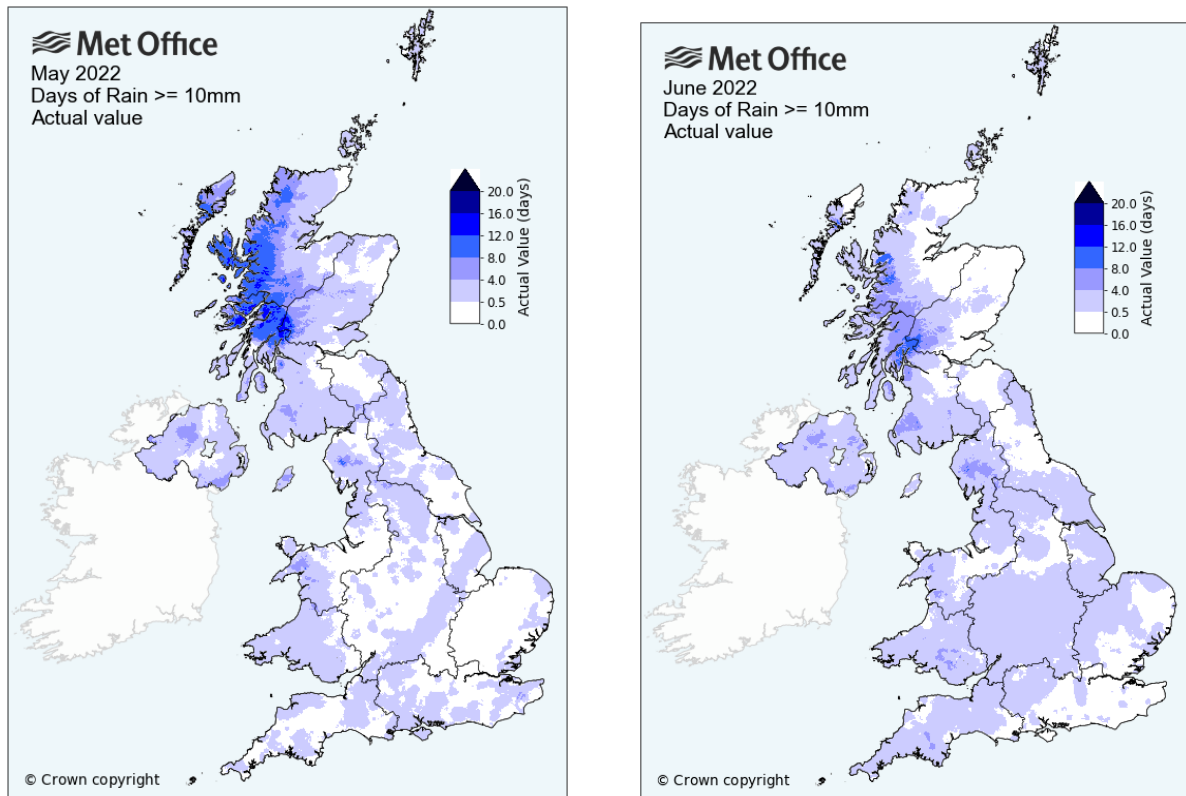 Met Office
May 2022
Days of Rain >= 10mm
Actual value
20.0
16.0
12.0
8.0
4.0
0.5
0.0
Actual Value (days)
© Crown copyright
Met Office
June 2022
Days of Rain >= 10mm
Actual value
20.0
16.0
12.0
8.0
4.0
0.5
0.0
Actual Value (days)
© Crown copyright